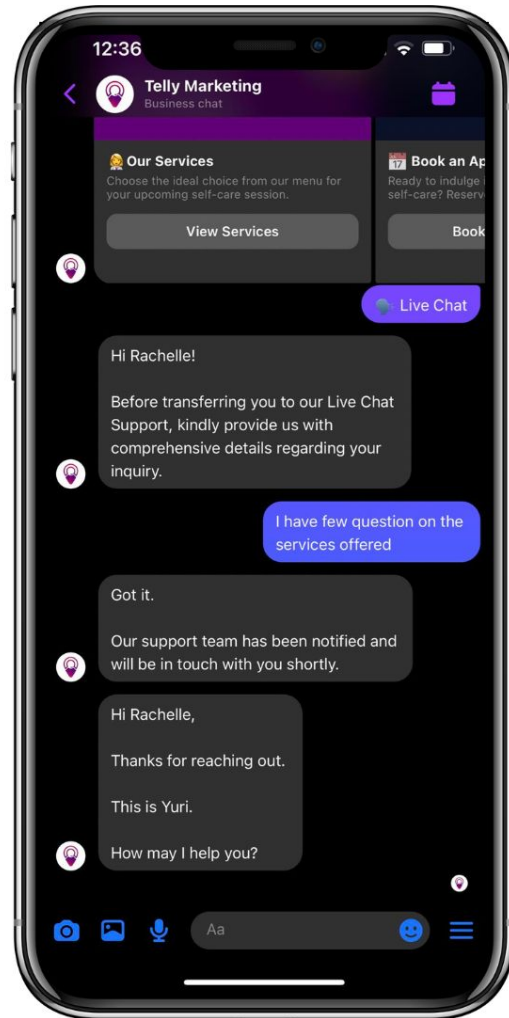 12:36
Telly Marketing
Business chat
Our Services
Choose the ideal choice from our menu for
your upcoming self-care session.
View Services
17
Book an Ap
Ready to indulge i
self-care? Reserv
Book
Live Chat
Hi Rachelle!
Before transferring you to our Live Chat
Support, kindly provide us with
comprehensive details regarding your
inquiry.
I have few question on the
services offered
Got it.
Our support team has been notified and
will be in touch with you shortly.
Hi Rachelle,
Thanks for reaching out.
This is Yuri.
How may I help you?
Aa